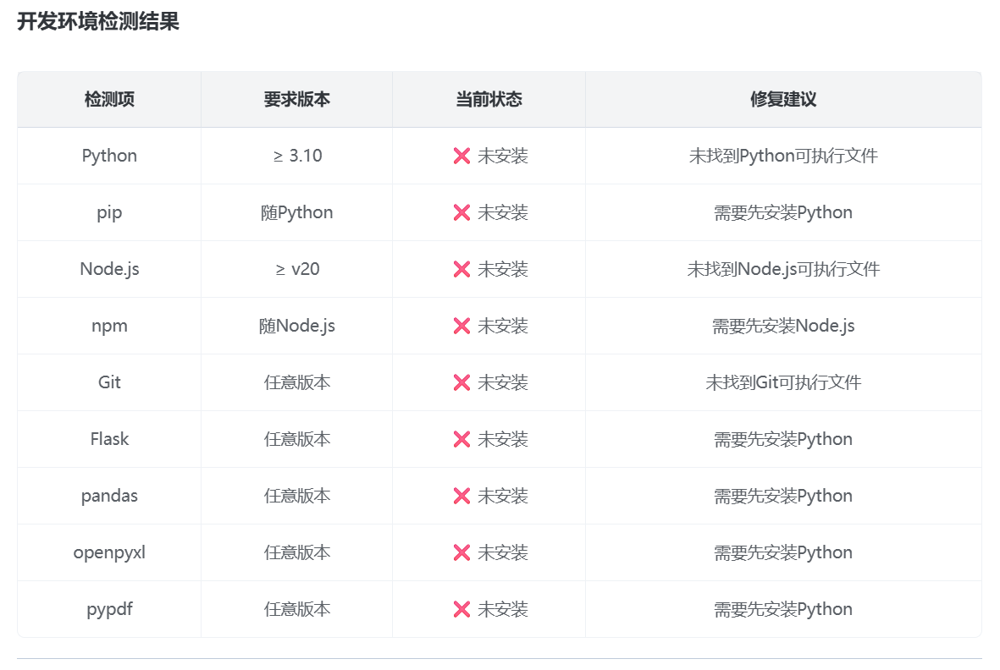 开发环境检测结果
检测项 要求版本 当前状态 修复建议
Python ≥ 3.10 ❌ 未安装 未找到Python可执行文件
pip 随Python ❌ 未安装 需要先安装Python
Node.js ≥ v20 ❌ 未安装 未找到Node.js可执行文件
npm 随Node.js ❌ 未安装 需要先安装Node.js
Git 任意版本 ❌ 未安装 未找到Git可执行文件
Flask 任意版本 ❌ 未安装 需要先安装Python
pandas 任意版本 ❌ 未安装 需要先安装Python
openpyxl 任意版本 ❌ 未安装 需要先安装Python
pypdf 任意版本 ❌ 未安装 需要先安装Python